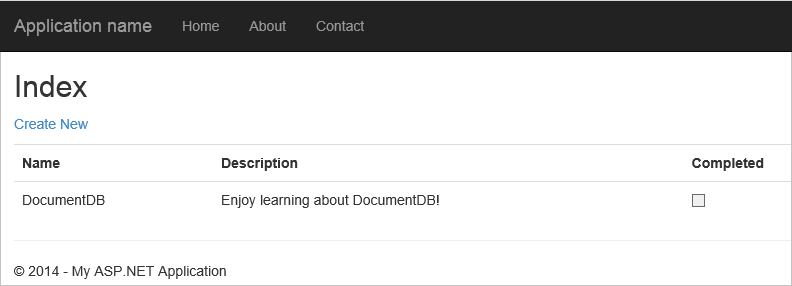 Application name Home About Contact
Index
Create New
Name Description Completed
DocumentDB Enjoy learning about DocumentDB!
© 2014 - My ASP.NET Application